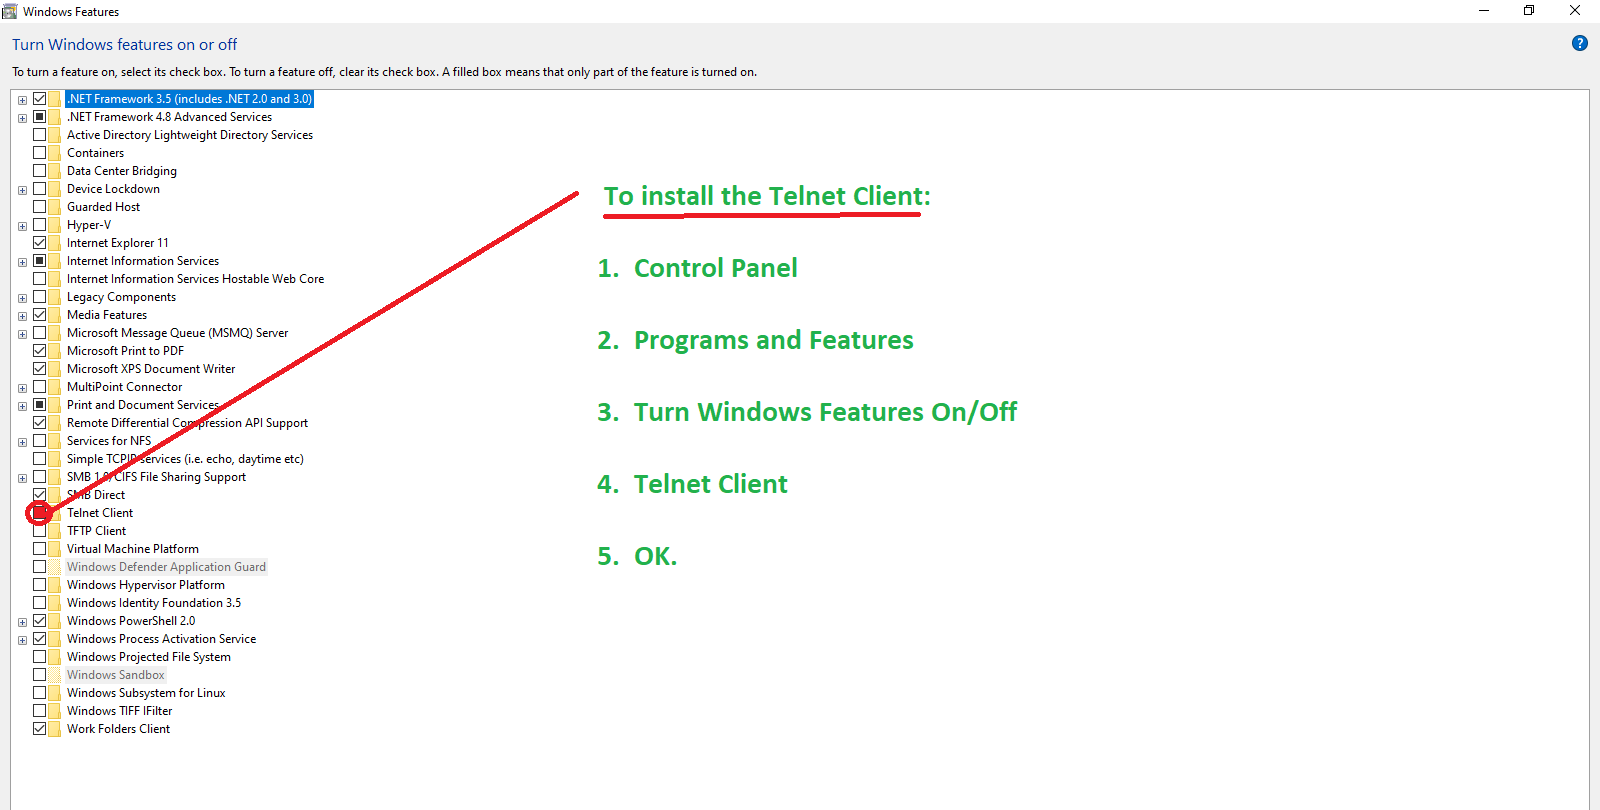 Windows Features
Turn Windows features on or off
To turn a feature on, select its check box. To turn a feature off, clear its check box. A filled box means that only part of the feature is turned on.
.NET Framework 3.5 (includes .NET 2.0 and 3.0)
.NET Framework 4.8 Advanced Services
Active Directory Lightweight Directory Services
Containers
Data Center Bridging
Device Lockdown
Guarded Host
Hyper-V
Internet Explorer 11
Internet Information Services
Internet Information Services Hostable Web Core
Legacy Components
Media Features
Microsoft Message Queue (MSMQ) Server
Microsoft Print to PDF
Microsoft XPS Document Writer
MultiPoint Connector
Print and Document Services
Remote Differential Compression API Support
Services for NFS
Simple TCPIP services (i.e. echo, daytime etc)
SMB 1.0/CIFS File Sharing Support
SMB Direct
Telnet Client
TFTP Client
Virtual Machine Platform
Windows Defender Application Guard
Windows Hypervisor Platform
Windows Identity Foundation 3.5
Windows PowerShell 2.0
Windows Process Activation Service
Windows Projected File System
Windows Sandbox
Windows Subsystem for Linux
Windows TIFF IFilter
Work Folders Client
To install the Telnet Client:
1. Control Panel
2. Programs and Features
3. Turn Windows Features On/Off
4. Telnet Client
5. OK.